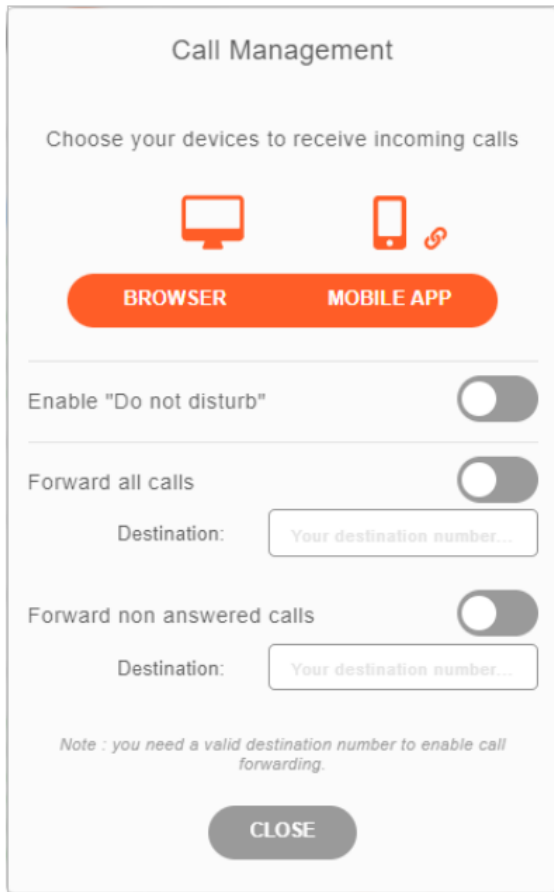 Call Management
Choose your devices to receive incoming calls
BROWSER MOBILE APP
Enable "Do not disturb"
Forward all calls
Destination: Your destination number...
Forward non answered calls
Destination: Your destination number...
Note : you need a valid destination number to enable call
forwarding.
CLOSE